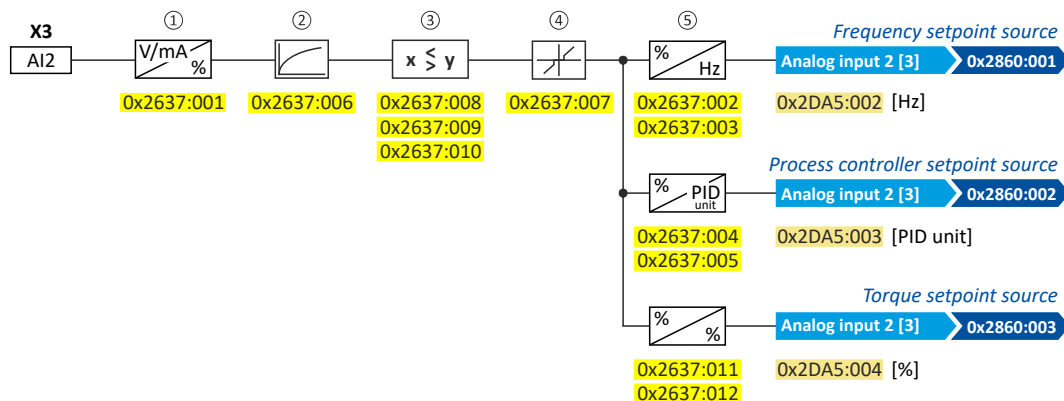 ① ② ③ ④ ⑤
Frequency setpoint source
X3
AI2
V/mA
%
x ≶ y
%
Hz
Analog input 2 [3] 0x2860:001
0x2637:001 0x2637:006 0x2637:008 0x2637:007 0x2637:002 0x2DA5:002 [Hz]
0x2637:009 0x2637:003
0x2637:010
Process controller setpoint source
%
PID
unit
Analog input 2 [3] 0x2860:002
0x2637:004 0x2DA5:003 [PID unit]
0x2637:005
Torque setpoint source
%
%
Analog input 2 [3] 0x2860:003
0x2637:011 0x2DA5:004 [%]
0x2637:012